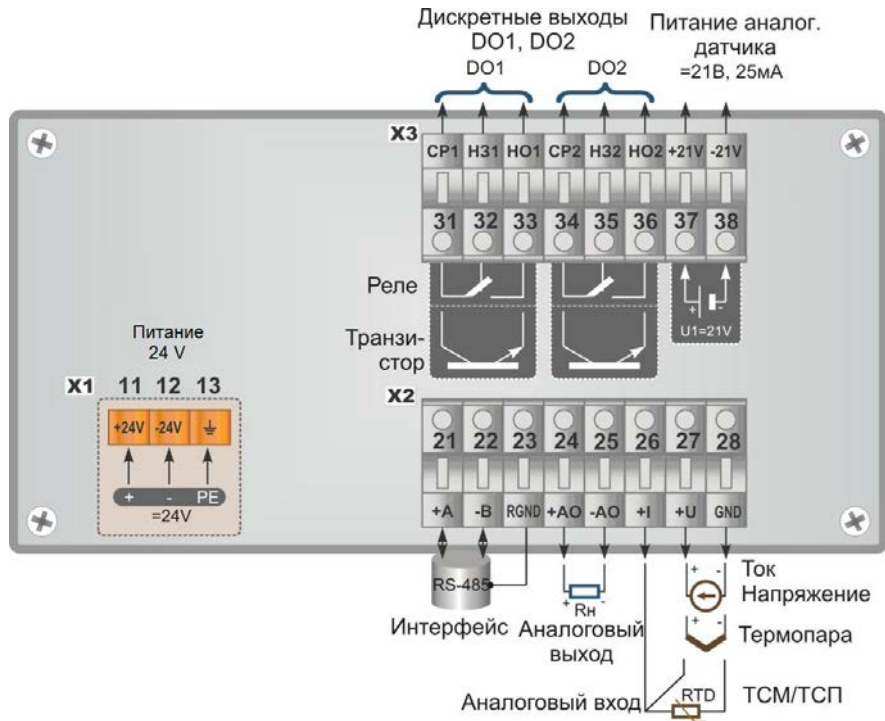 Дискретные выходы
DO1, DO2
Питание аналог.
датчика
=21В, 25мА
DO1
DO2
X3
CP1 H31 HO1 CP2 H32 HO2 +21V -21V
31 32 33 34 35 36 37 38
Реле
+ -
U1=21V
Транзи-
стор
Питание
24 V
X1 11 12 13
+24V -24V
+ - PE
=24V
X2
21 22 23 24 25 26 27 28
+A -B RGND +AO -AO +I +U GND
RS-485
Интерфейс
+ Rн -
Аналоговый
выход
+ -
Ток
Напряжение
+ -
Термопара
Аналоговый вход
RTD
ТСМ/ТСП